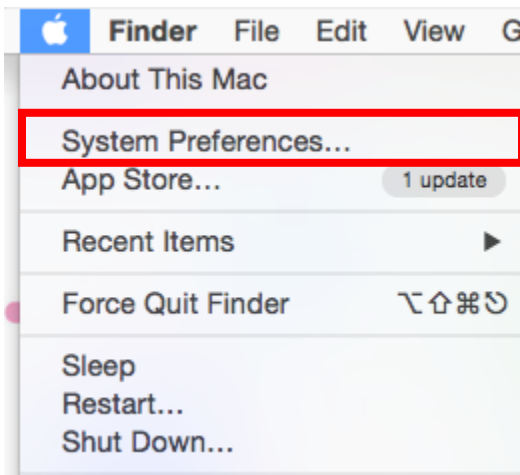 Finder File Edit View G
About This Mac
System Preferences...
App Store... 1 update
Recent Items ▶
Force Quit Finder ⌥⇧⌘⎋
Sleep
Restart...
Shut Down...